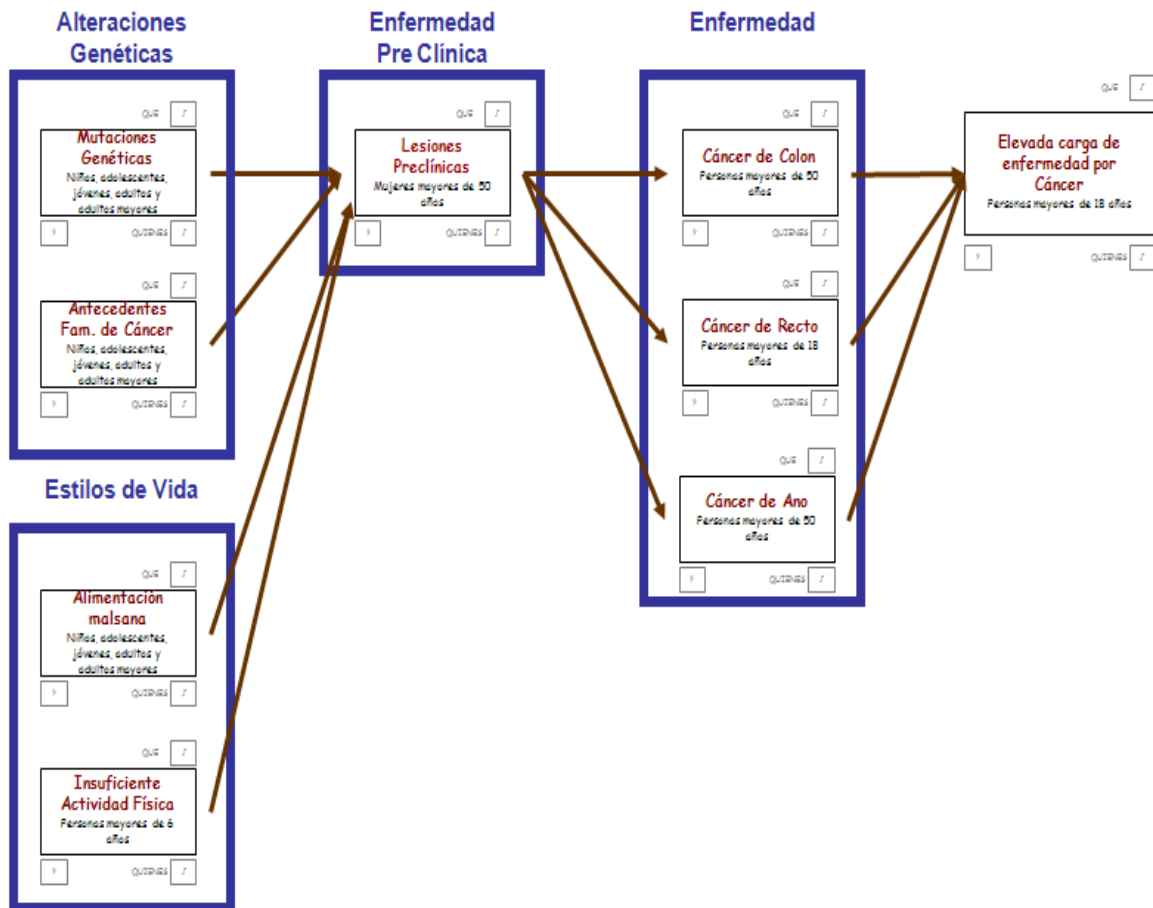 Alteraciones
Genéticas
QUE
Mutaciones
Genéticas
Niños, adolescentes,
jóvenes, adultos y
adultos mayores
QUIENES
QUE
Antecedentes
Fam. de Cáncer
Niños, adolescentes,
jóvenes, adultos y
adultos mayores
QUIENES
Estilos de Vida
QUE
Alimentación
malsana
Niños, adolescentes,
jóvenes, adultos y
adultos mayores
QUIENES
QUE
Insuficiente
Actividad Física
Personas mayores de 6
años
QUIENES
Enfermedad
Pre Clínica
QUE
Lesiones
Preclínicas
Mujeres mayores de 50
años
QUIENES
Enfermedad
QUE
Cáncer de Colon
Personas mayores de 50
años
QUIENES
QUE
Cáncer de Recto
Personas mayores de 18
años
QUIENES
QUE
Cáncer de Ano
Personas mayores de 50
años
QUIENES
QUE
Elevada carga de
enfermedad por
Cáncer
Personas mayores de 18 años
QUIENES